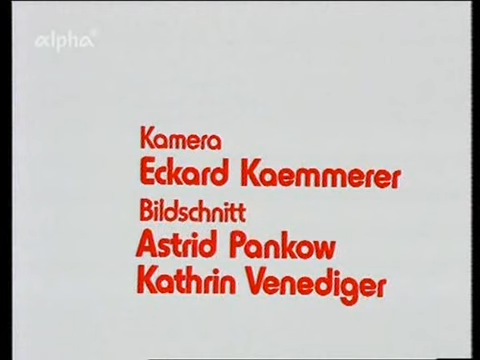 alpha
Kamera
Eckard Kaemmerer
Bildschnitt
Astrid Pankow
Kathrin Venediger